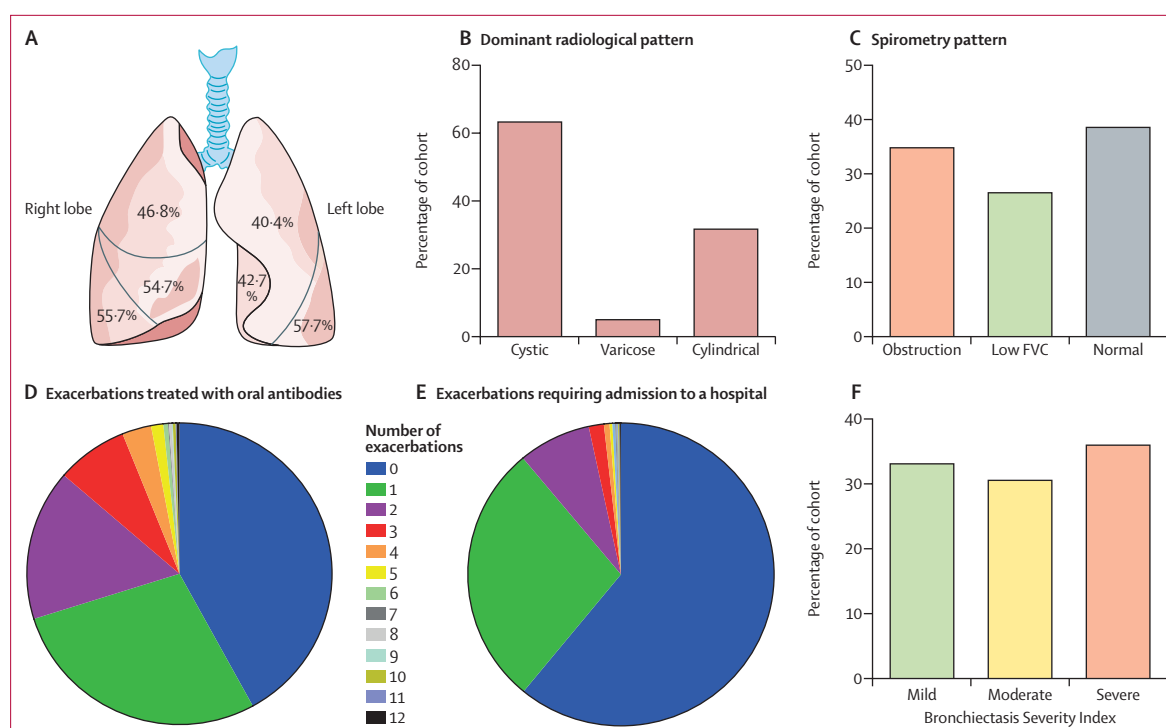 A
Right lobe
Left lobe
46·8%
40·4%
54·7%
42·7
%
55·7%
57·7%
B Dominant radiological pattern
Percentage of cohort
80
60
40
20
0
Cystic
Varicose
Cylindrical
C Spirometry pattern
Percentage of cohort
50
40
30
20
10
0
Obstruction
Low FVC
Normal
D Exacerbations treated with oral antibodies
E Exacerbations requiring admission to a hospital
Number of
exacerbations
0
1
2
3
4
5
6
7
8
9
10
11
12
F
Percentage of cohort
40
30
20
10
0
Mild
Moderate
Severe
Bronchiectasis Severity Index